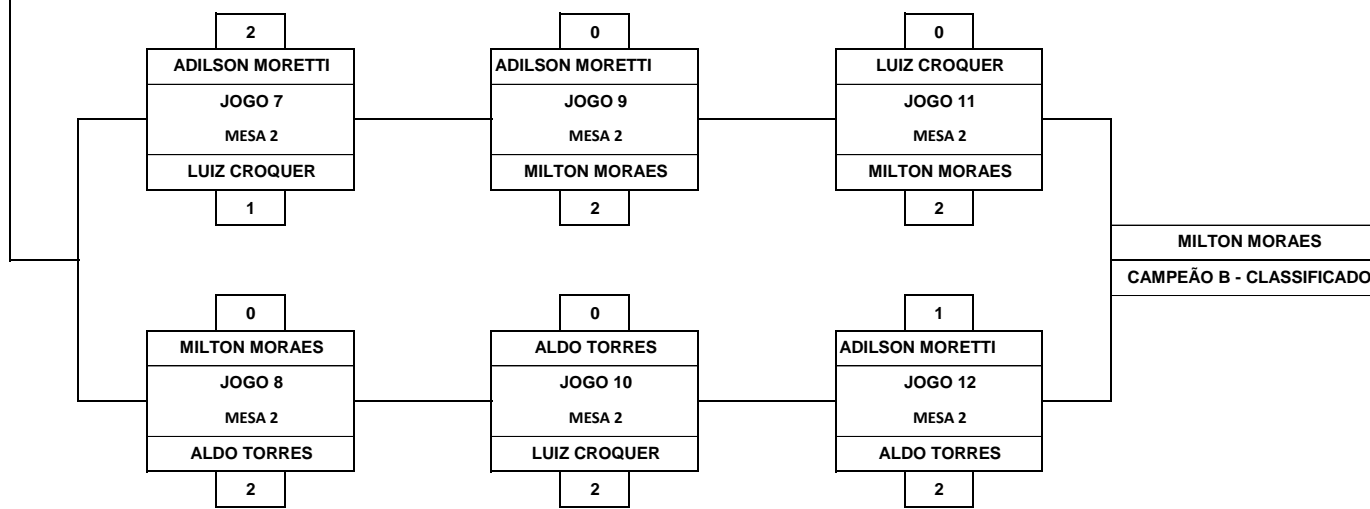 2
ADILSON MORETTI
JOGO 7
MESA 2
LUIZ CROQUER
1
0
ADILSON MORETTI
JOGO 9
MESA 2
MILTON MORAES
2
0
LUIZ CROQUER
JOGO 11
MESA 2
MILTON MORAES
2
0
MILTON MORAES
JOGO 8
MESA 2
ALDO TORRES
2
0
ALDO TORRES
JOGO 10
MESA 2
LUIZ CROQUER
2
1
ADILSON MORETTI
JOGO 12
MESA 2
ALDO TORRES
2
MILTON MORAES
CAMPEÃO B - CLASSIFICADO